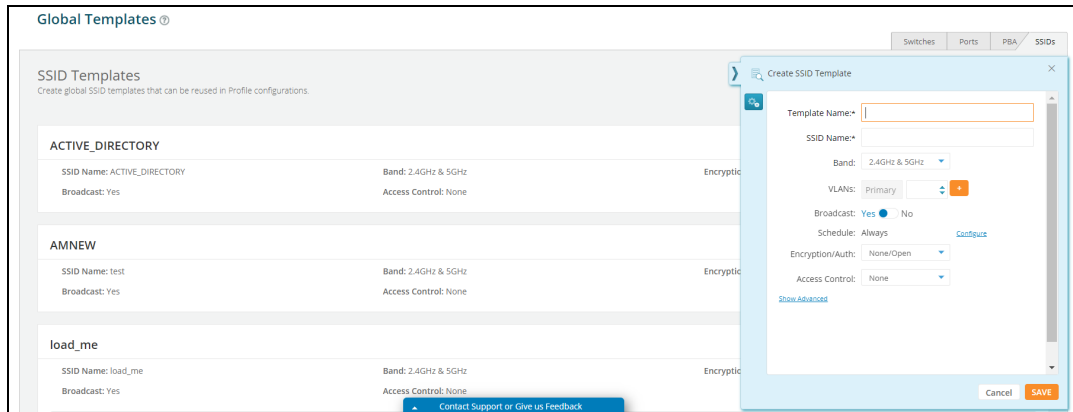 Global Templates ?
Switches Ports PBA SSIDs
SSID Templates
Create global SSID templates that can be reused in Profile configurations.
ACTIVE_DIRECTORY
SSID Name: ACTIVE_DIRECTORY Band: 2.4GHz & 5GHz Encryptic
Broadcast: Yes Access Control: None
AMNEW
SSID Name: test Band: 2.4GHz & 5GHz Encryptic
Broadcast: Yes Access Control: None
load_me
SSID Name: load_me Band: 2.4GHz & 5GHz Encryptic
Broadcast: Yes Access Control: None
Contact Support or Give us Feedback
Create SSID Template
Template Name:*
SSID Name:*
Band: 2.4GHz & 5GHz
VLANs: Primary +
Broadcast: Yes No
Schedule: Always Configure
Encryption/Auth: None/Open
Access Control: None
Show Advanced
Cancel SAVE